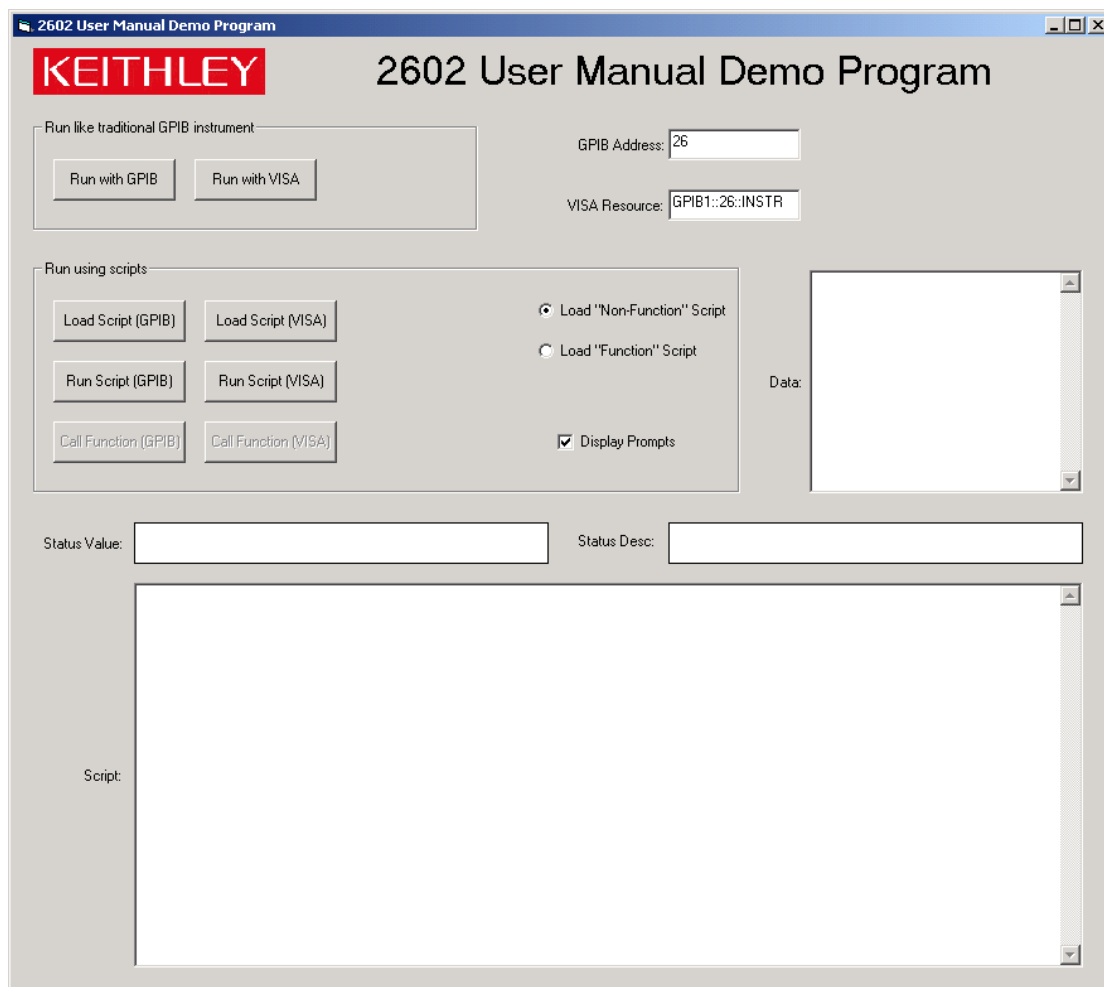 2602 User Manual Demo Program
KEITHLEY
2602 User Manual Demo Program
Run like traditional GPIB instrument
Run with GPIB
Run with VISA
GPIB Address: 26
VISA Resource: GPIB1::26::INSTR
Run using scripts
Load Script (GPIB)
Load Script (VISA)
Load "Non-Function" Script
Load "Function" Script
Run Script (GPIB)
Run Script (VISA)
Call Function (GPIB)
Call Function (VISA)
Display Prompts
Data:
Status Value:
Status Desc:
Script: